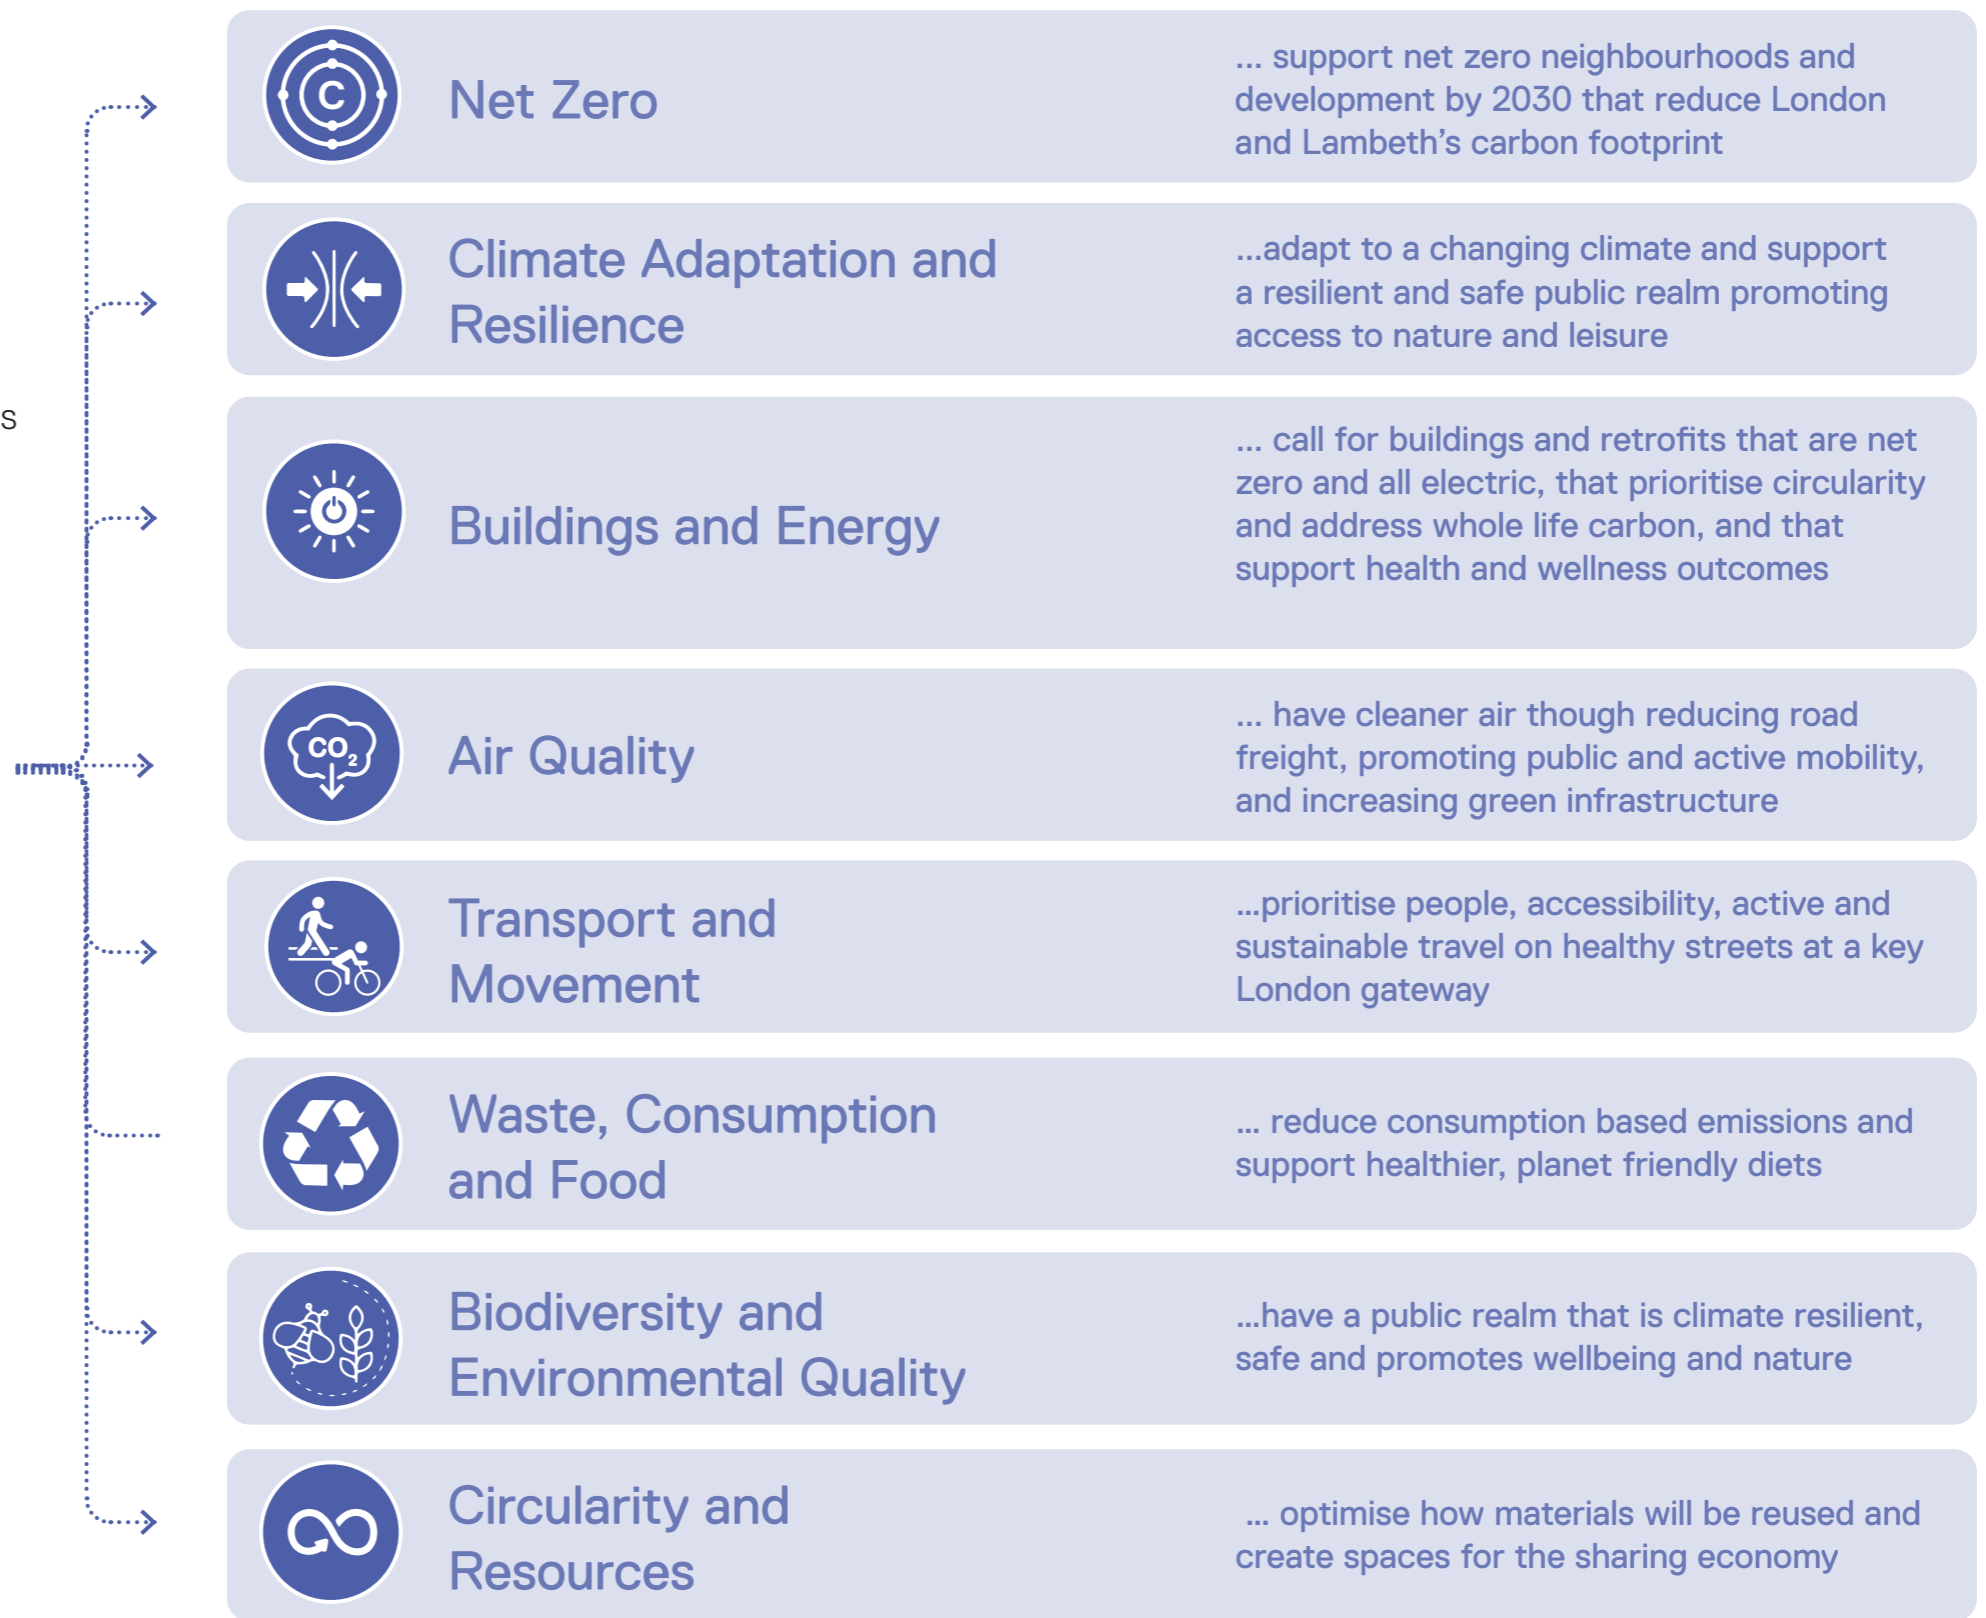 s
C
Net Zero
... support net zero neighbourhoods and
development by 2030 that reduce London
and Lambeth’s carbon footprint
Climate Adaptation and
Resilience
...adapt to a changing climate and support
a resilient and safe public realm promoting
access to nature and leisure
Buildings and Energy
... call for buildings and retrofits that are net
zero and all electric, that prioritise circularity
and address whole life carbon, and that
support health and wellness outcomes
CO2
Air Quality
... have cleaner air though reducing road
freight, promoting public and active mobility,
and increasing green infrastructure
Transport and
Movement
...prioritise people, accessibility, active and
sustainable travel on healthy streets at a key
London gateway
Waste, Consumption
and Food
... reduce consumption based emissions and
support healthier, planet friendly diets
Biodiversity and
Environmental Quality
...have a public realm that is climate resilient,
safe and promotes wellbeing and nature
Circularity and
Resources
... optimise how materials will be reused and
create spaces for the sharing economy